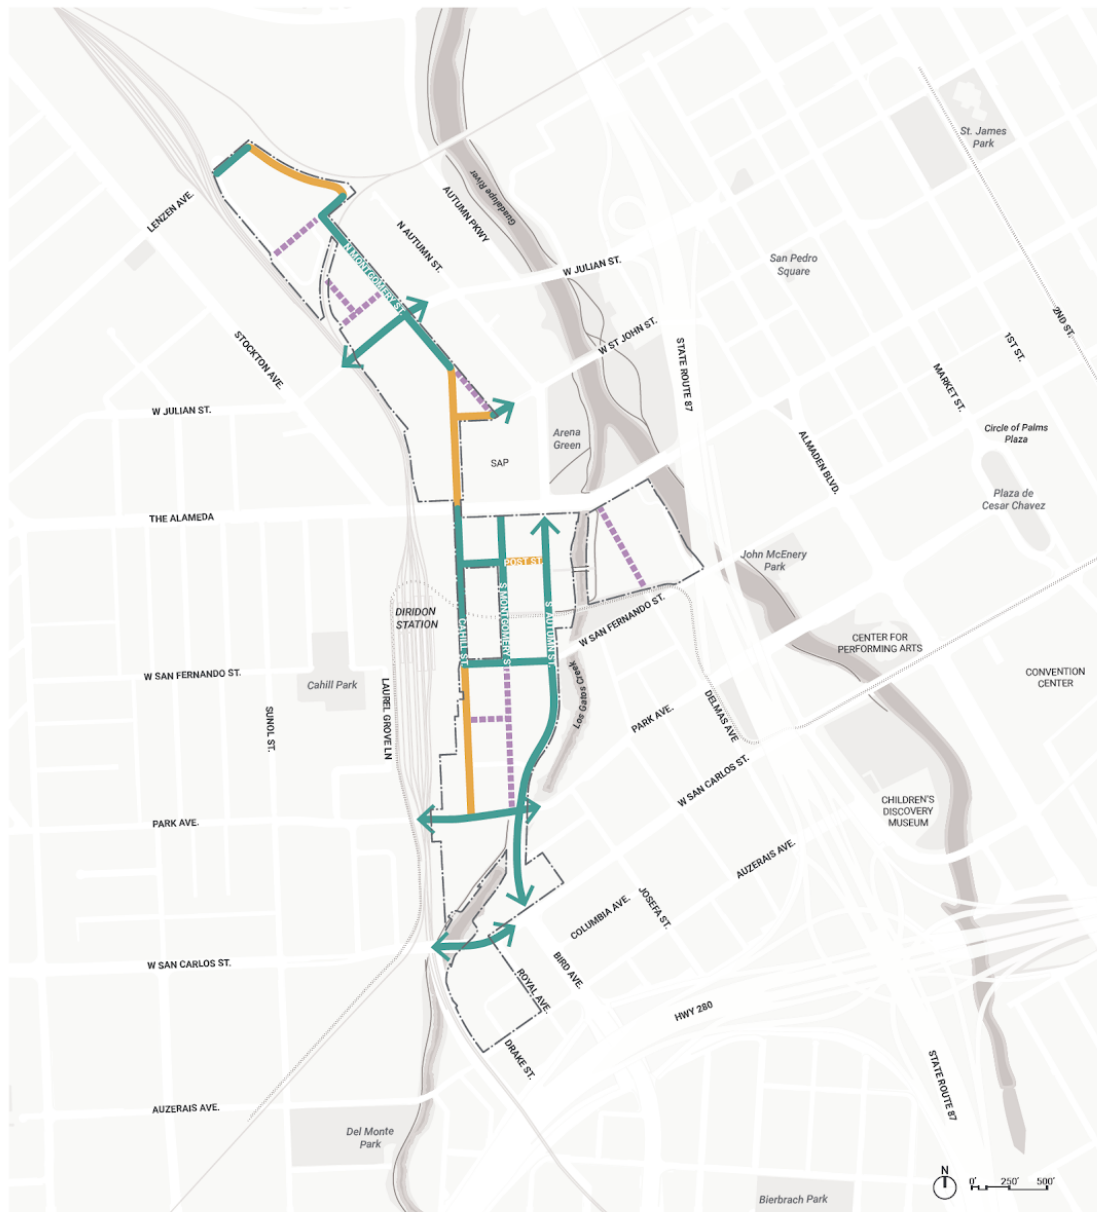 St. James
Park
LENZEN AVE.
AUTUMN PKWY
Guadalupe River
N AUTUMN ST.
N MONTGOMERY ST.
W JULIAN ST.
San Pedro
Square
2ND ST.
1ST ST.
STOCKTON AVE.
W ST JOHN ST.
STATE ROUTE 87
MARKET ST.
W JULIAN ST.
Arena
Green
SAP
ALMADEN BLVD.
Circle of Palms
Plaza
Plaza de
Cesar Chavez
THE ALAMEDA
POST ST.
John McEnery
Park
DIRIDON
STATION
CAHILL ST.
S MONTGOMERY S
S AUTUMN ST.
W SAN FERNANDO ST.
CENTER FOR
PERFORMING ARTS
CONVENTION
CENTER
W SAN FERNANDO ST.
Cahill Park
LAUREL GROVE LN
SUNOL ST.
Los Gatos Creek
PARK AVE.
DELMAS AVE
W SAN CARLOS ST.
CHILDREN'S
DISCOVERY
MUSEUM
PARK AVE.
AUZERAIS AVE.
JOSEFA ST.
COLUMBIA AVE.
BIRD AVE.
W SAN CARLOS ST.
ROYAL AVE.
HWY 280
DRAKE ST.
STATE ROUTE 87
AUZERAIS AVE.
Del Monte
Park
N
0' 250' 500'
Bierbrach Park